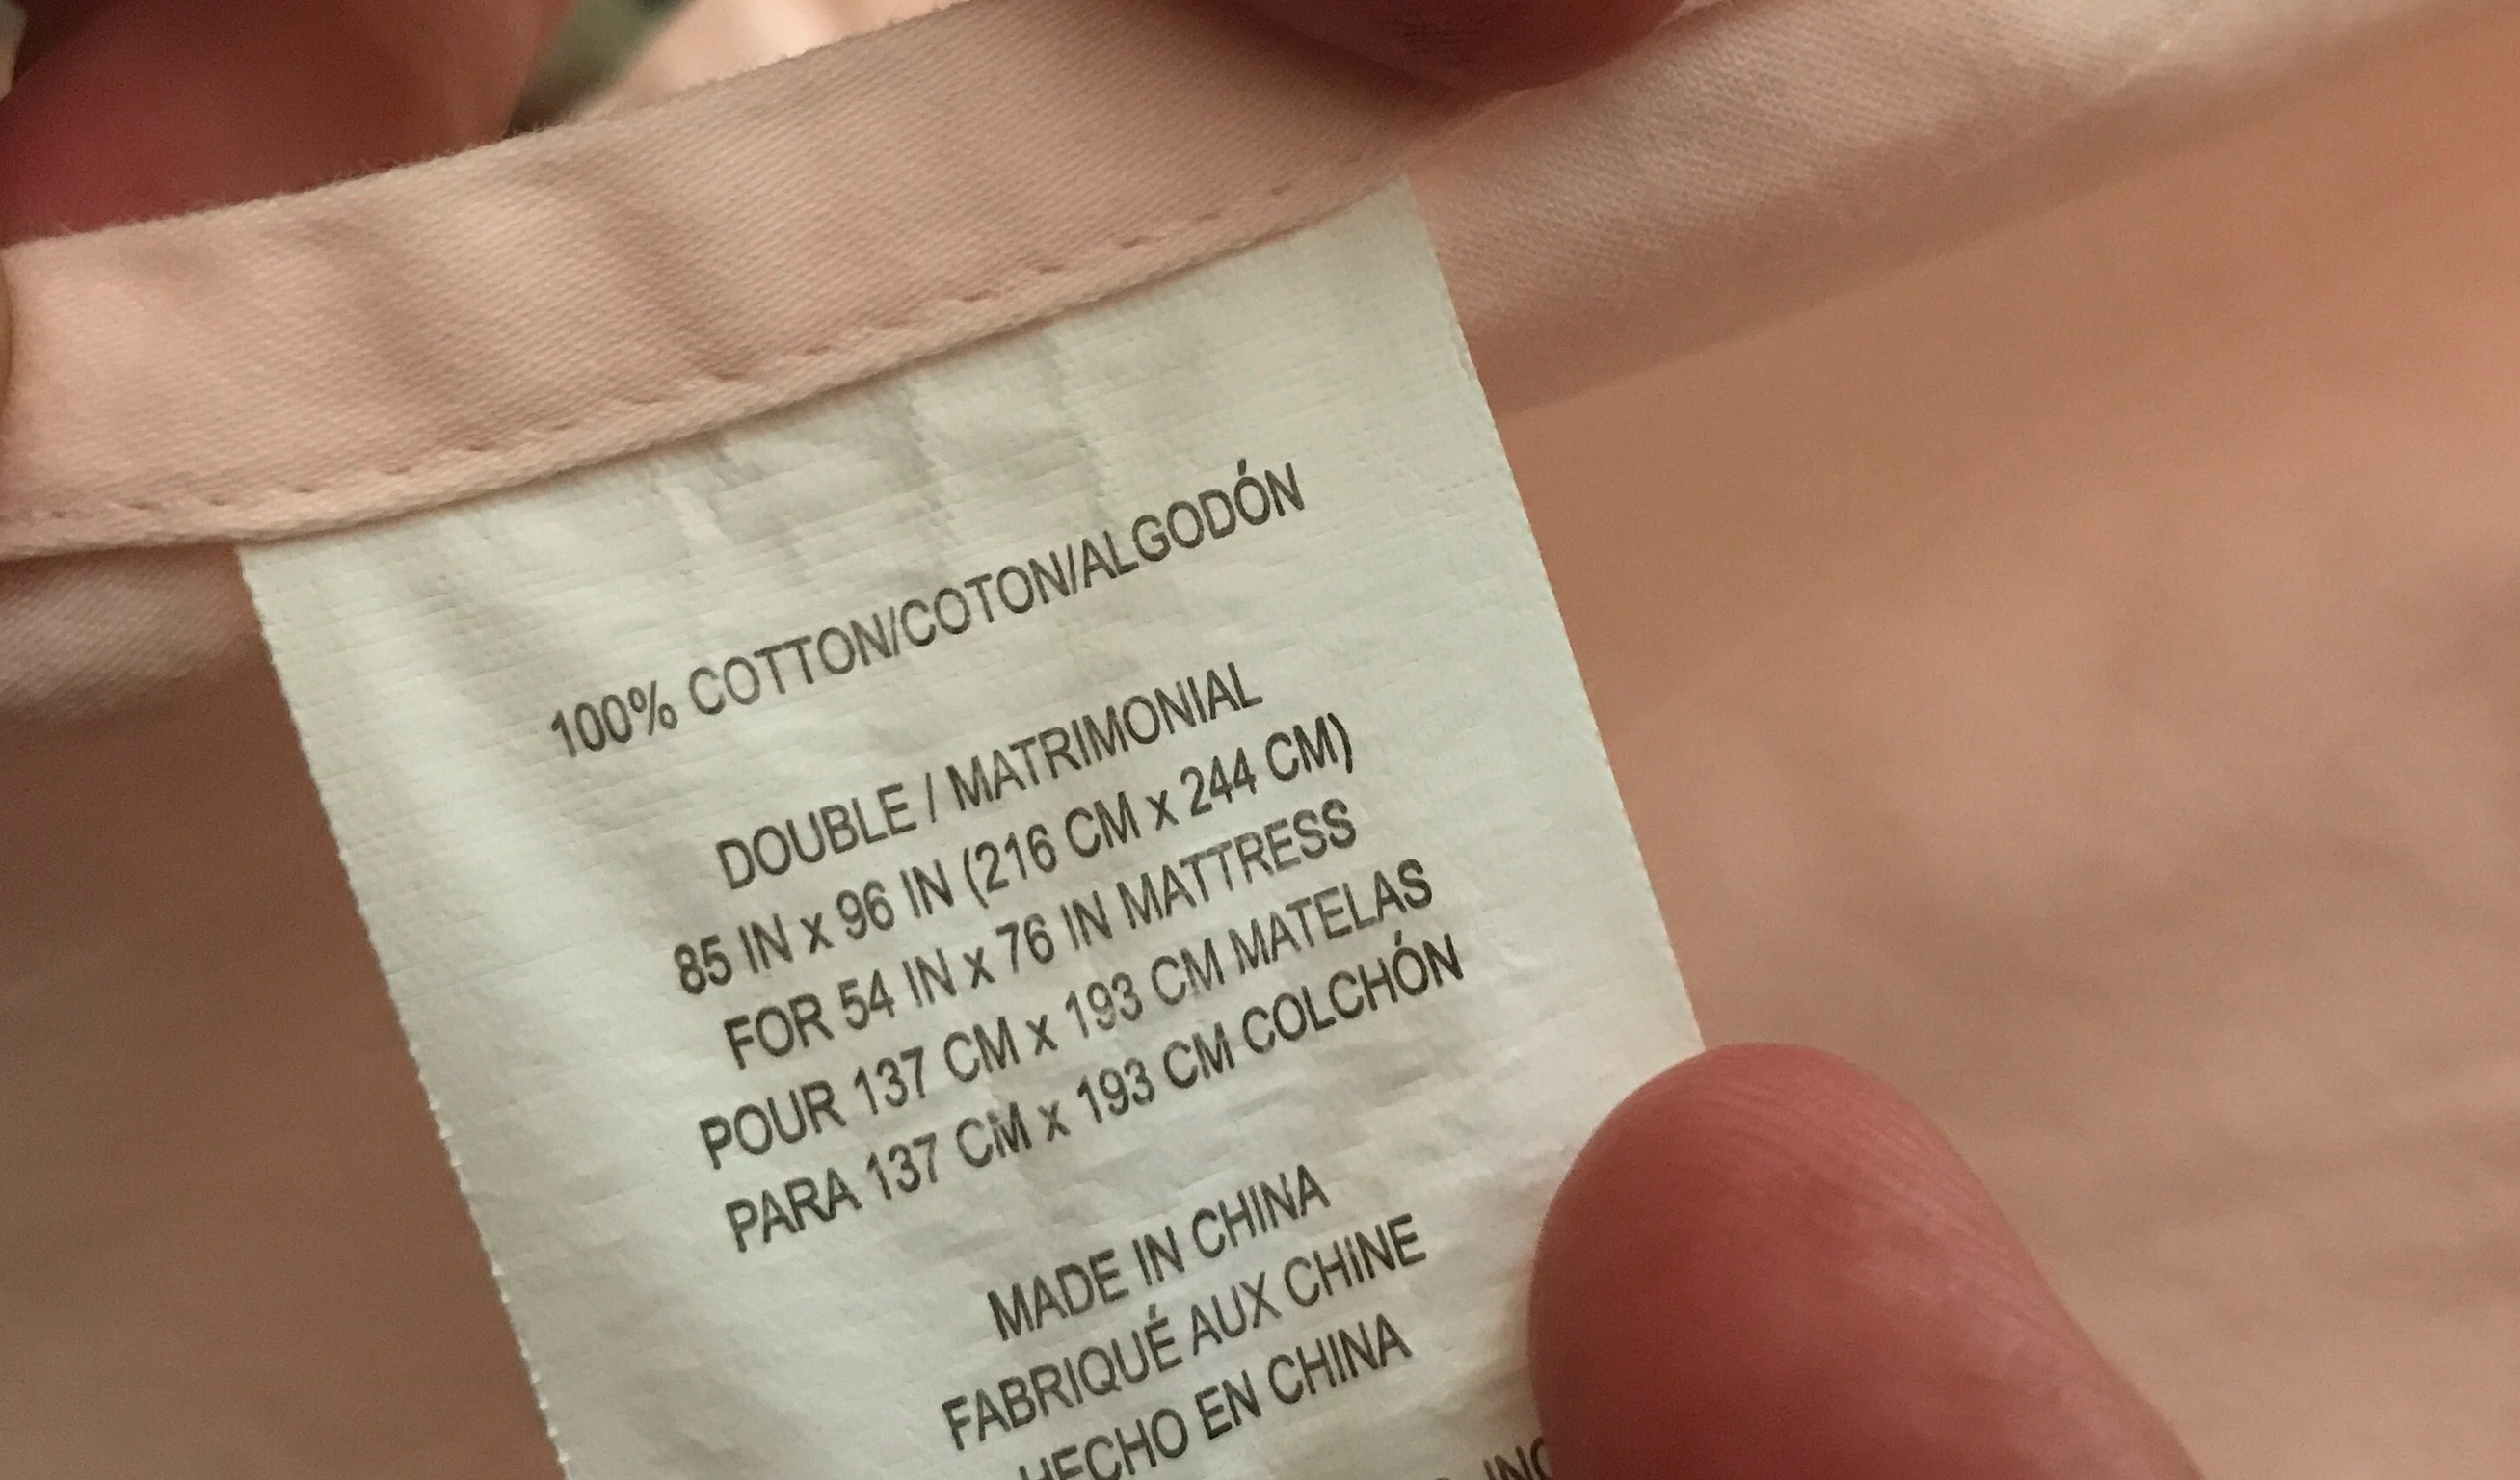 100% COTTON/COTON/ALGODÓN
DOUBLE / MATRIMONIAL
85 IN x 96 IN (216 CM x 244 CM)
FOR 54 IN x 76 IN MATTRESS
POUR 137 CM x 193 CM MATELAS
PARA 137 CM x 193 CM COLCHÓN
MADE IN CHINA
FABRIQUÉ AUX CHINE
HECHO EN CHINA